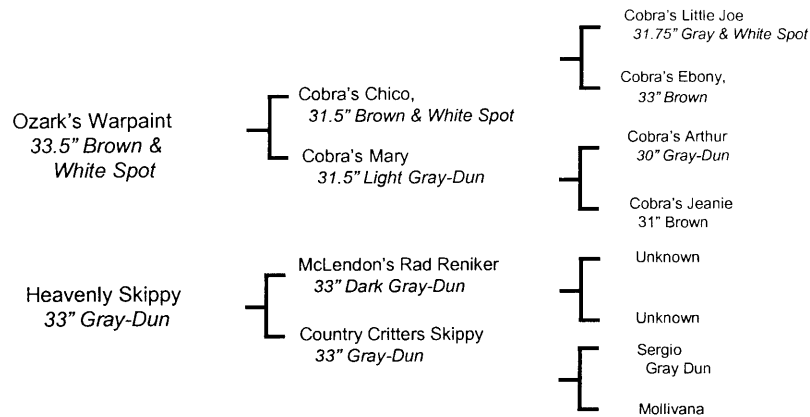 Ozark's Warpaint
33.5" Brown &
White Spot
Cobra's Chico,
31.5" Brown & White Spot
Cobra's Mary
31.5" Light Gray-Dun
Cobra's Little Joe
31.75" Gray & White Spot
Cobra's Ebony,
33" Brown
Cobra's Arthur
30" Gray-Dun
Cobra's Jeanie
31" Brown
Heavenly Skippy
33" Gray-Dun
McLendon's Rad Reniker
33" Dark Gray-Dun
Country Critters Skippy
33" Gray-Dun
Unknown
Unknown
Sergio
Gray Dun
Mollivana